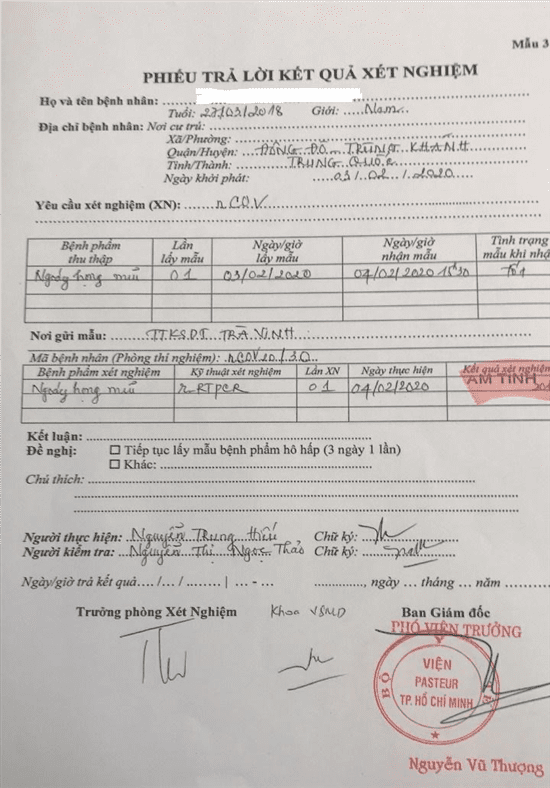 Mẫu 3
PHIẾU TRẢ LỜI KẾT QUẢ XÉT NGHIỆM
Họ và tên bệnh nhân:
Tuổi: 27/03/2018 Giới: Nam
Địa chỉ bệnh nhân: Nơi cư trú:
Xã/Phường:
Quận/Huyện: ĐÔNG ĐÔ - TRÙNG KHÁNH
Tỉnh/Thành: TRUNG QUỐC
Ngày khởi phát: 03/02/2020
Yêu cầu xét nghiệm (XN): nCOV
Bệnh phẩm thu thập Lần lấy mẫu Ngày/giờ lấy mẫu Ngày/giờ nhận mẫu Tình trạng mẫu khi nhậ
Ngoáy họng mũi 01 03/02/2020 04/02/2020 15h30 Tốt
Nơi gửi mẫu: TTKSDT TRÀ VINH
Mã bệnh nhân (Phòng thí nghiệm): nCOV20/30
Bệnh phẩm xét nghiệm Kỹ thuật xét nghiệm Lần XN Ngày thực hiện Kết quả xét nghiệm
Ngoáy họng mũi rRTPCR 01 04/02/2020 ÂM TÍNH
Kết luận:
Đề nghị: ☐ Tiếp tục lấy mẫu bệnh phẩm hô hấp (3 ngày 1 lần)
☐ Khác:
Chú thích:
Người thực hiện: Nguyễn Trung Hiếu Chữ ký:
Người kiểm tra: Nguyễn Thị Ngọc Thảo Chữ ký:
Ngày/giờ trả kết quả..../..../........ | .... - .... ............, ngày .... tháng .... năm ........
Trưởng phòng Xét Nghiệm Khoa VSMD Ban Giám đốc
PHÓ VIỆN TRƯỞNG
BỘ Y TẾ
VIỆN
PASTEUR
TP. HỒ CHÍ MINH
Nguyễn Vũ Thượng